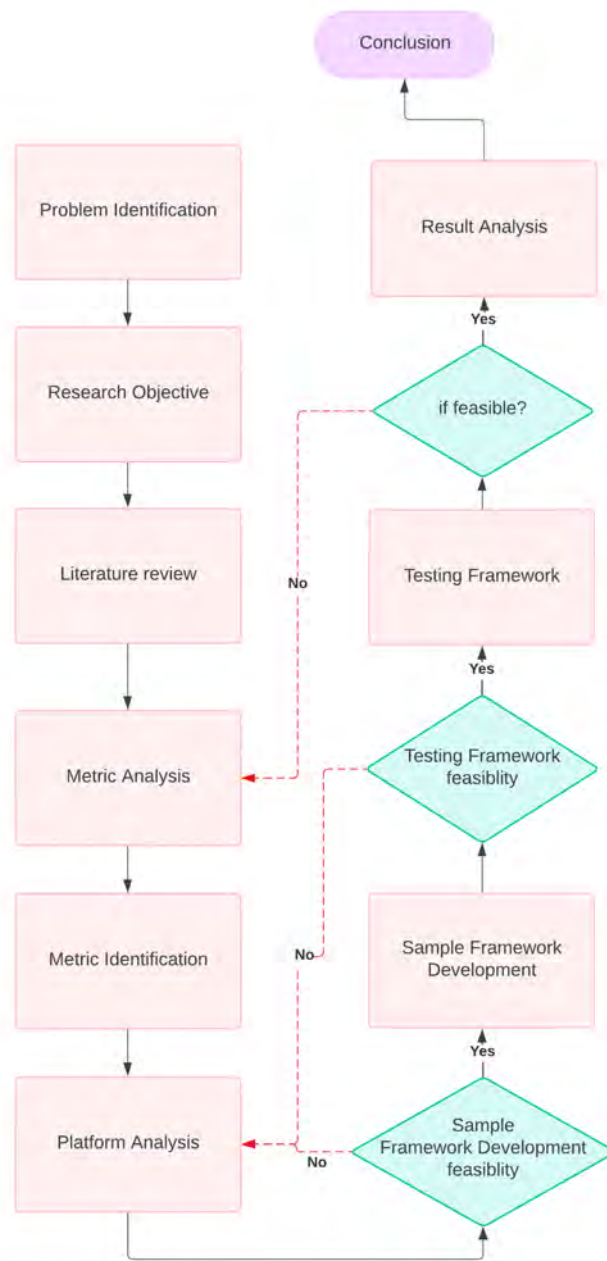 Conclusion
Problem Identification
Result Analysis
Yes
Research Objective
if feasible?
Literature review
Testing Framework
No
Yes
Metric Analysis
Testing Framework
feasiblity
Metric Identification
No
Sample Framework
Development
Yes
Platform Analysis
Sample
Framework Development
feasiblity
No